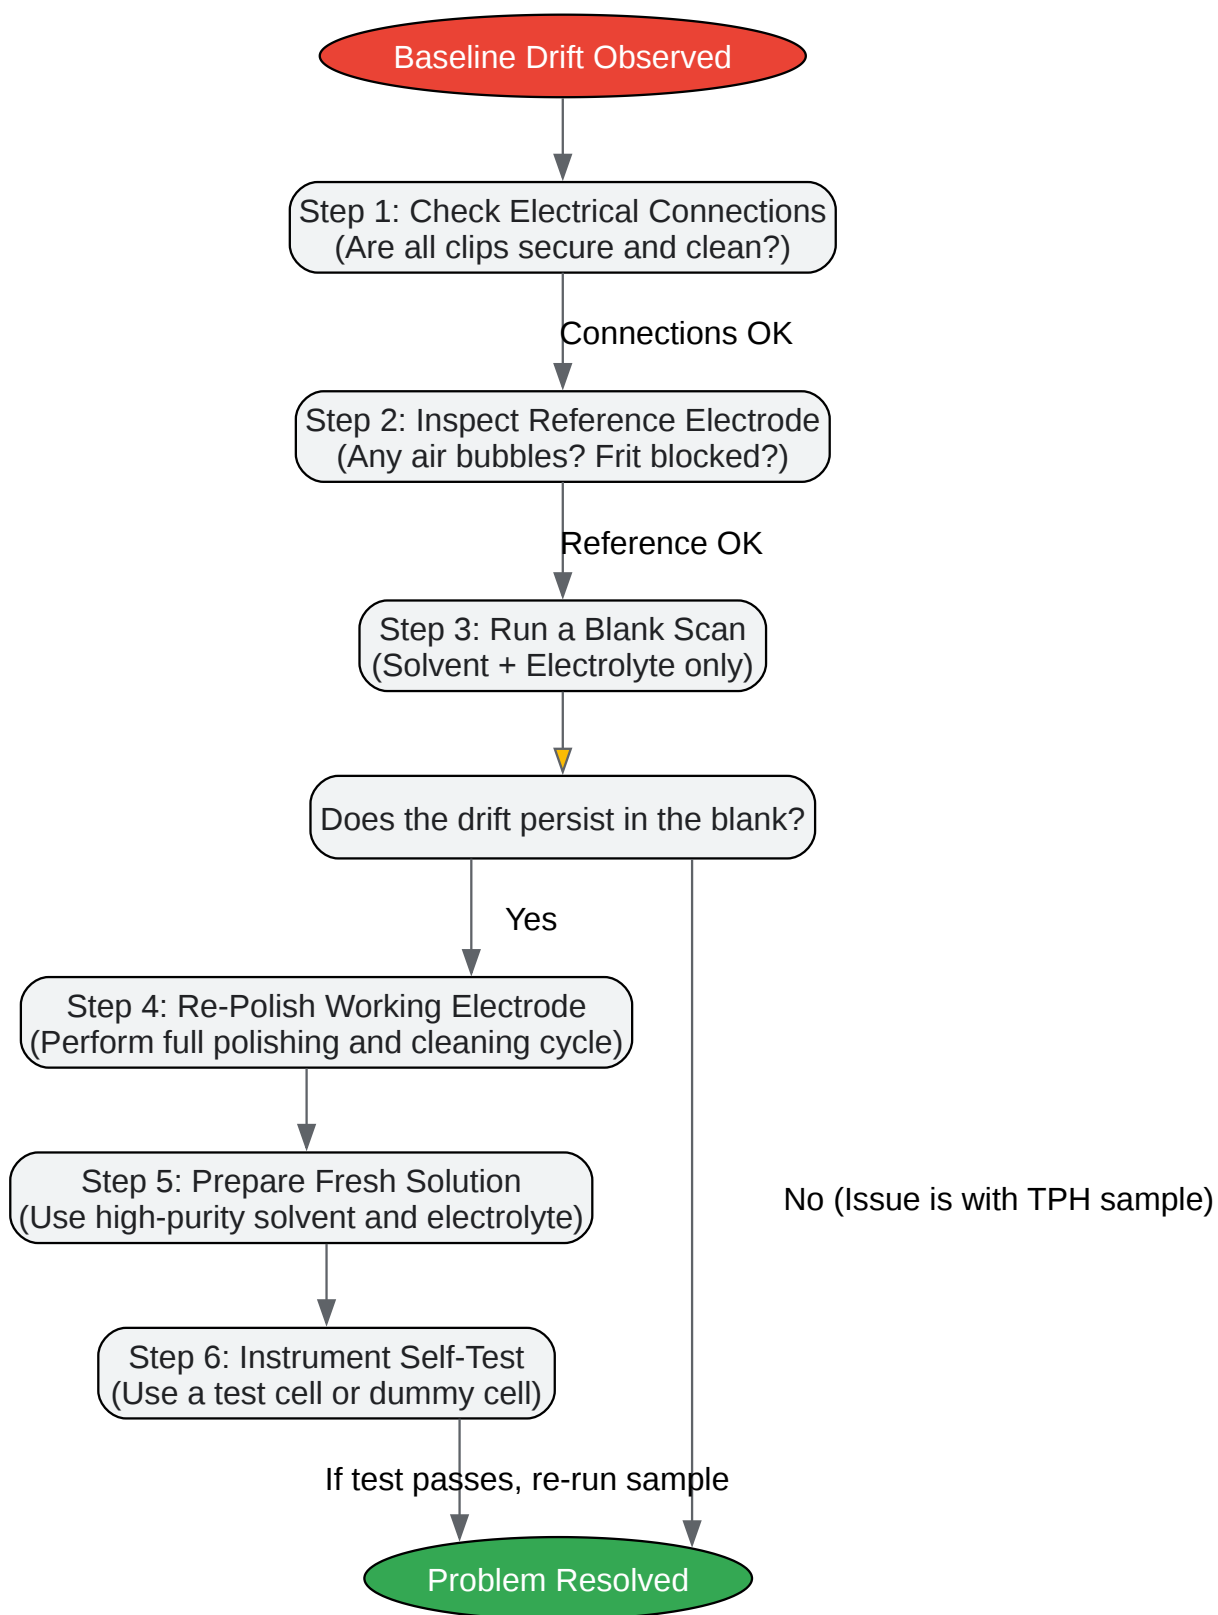 Baseline Drift Observed
Step 1: Check Electrical Connections
(Are all clips secure and clean?)
Connections OK
Step 2: Inspect Reference Electrode
(Any air bubbles? Frit blocked?)
Reference OK
Step 3: Run a Blank Scan
(Solvent + Electrolyte only)
Does the drift persist in the blank?
Yes
Step 4: Re-Polish Working Electrode
(Perform full polishing and cleaning cycle)
Step 5: Prepare Fresh Solution
(Use high-purity solvent and electrolyte)
No (Issue is with TPH sample)
Step 6: Instrument Self-Test
(Use a test cell or dummy cell)
If test passes, re-run sample
Problem Resolved